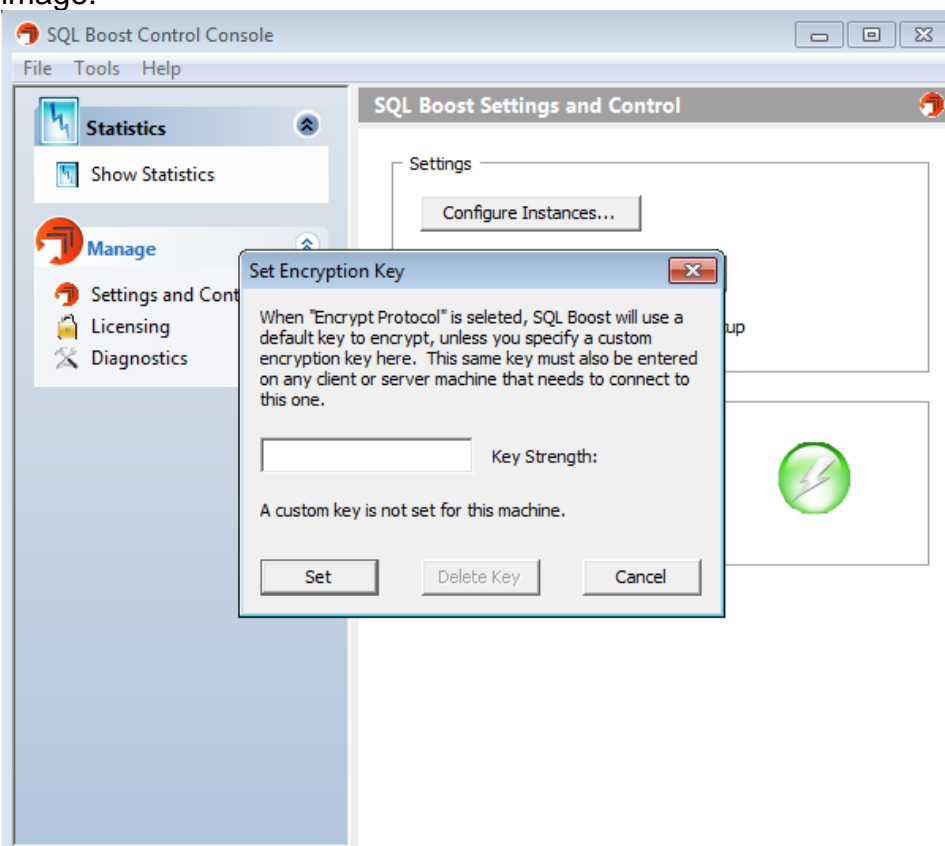 image.
SQL Boost Control Console
File Tools Help
Statistics
Show Statistics
Manage
Settings and Cont
Licensing
Diagnostics
SQL Boost Settings and Control
Settings
Configure Instances...
up
Set Encryption Key
When "Encrypt Protocol" is seleted, SQL Boost will use a
default key to encrypt, unless you specify a custom
encryption key here. This same key must also be entered
on any client or server machine that needs to connect to
this one.
Key Strength:
A custom key is not set for this machine.
Set
Delete Key
Cancel